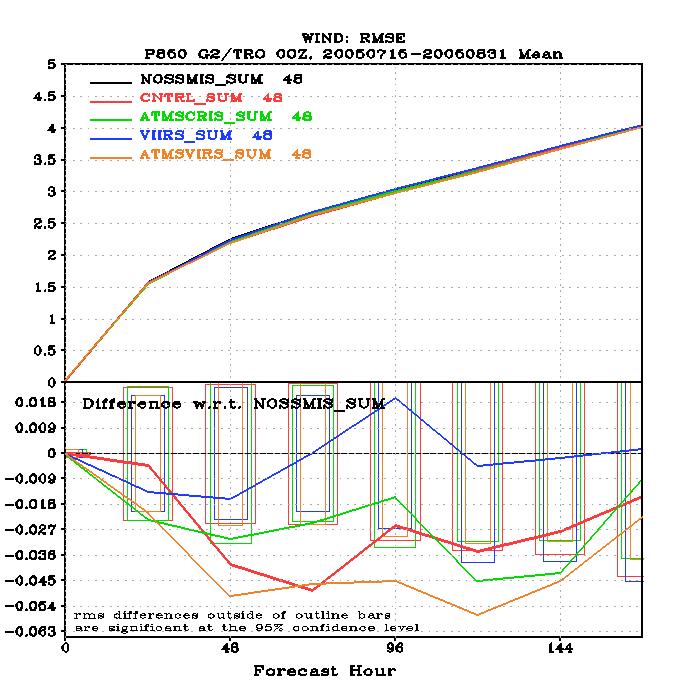 WIND: RMSE
P850 G2/TRO 00Z, 20050716-20050831 Mean
5
4.5
4
3.5
3
2.5
2
1.5
1
0.5
0
NOSSMIS_SUM 48
CNTRL_SUM 48
ATMSCRIS_SUM 48
VIIRS_SUM 48
ATMSVIRS_SUM 48
Difference w.r.t. NOSSMIS_SUM
0.018
0.009
0
-0.009
-0.018
-0.027
-0.036
-0.045
-0.054
-0.063
rms differences outside of outline bars
are significant at the 95% confidence level
0 48 96 144
Forecast Hour